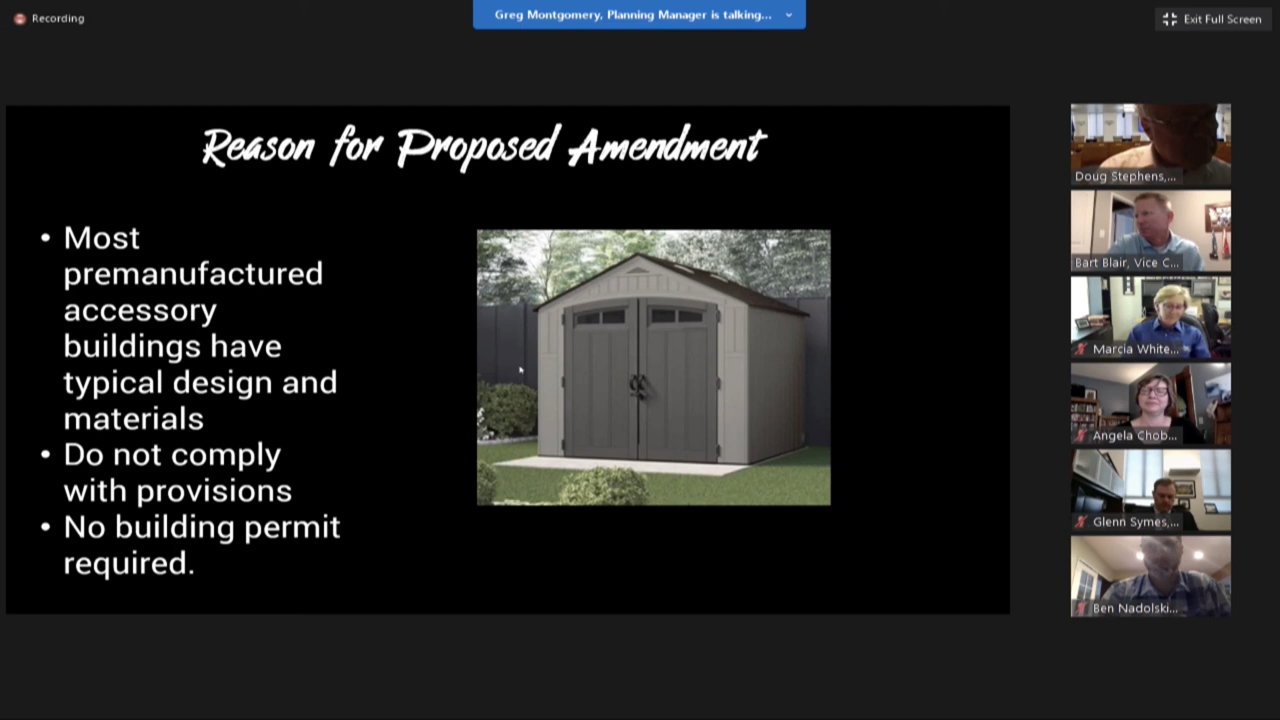 Recording
Greg Montgomery, Planning Manager is talking...
Exit Full Screen
Reason for Proposed Amendment
• Most
premanufactured
accessory
buildings have
typical design and
materials
• Do not comply
with provisions
• No building permit
required.
Doug Stephens,...
Bart Blair, Vice C...
Marcia White...
Angela Chob...
Glenn Symes,...
Ben Nadolski...